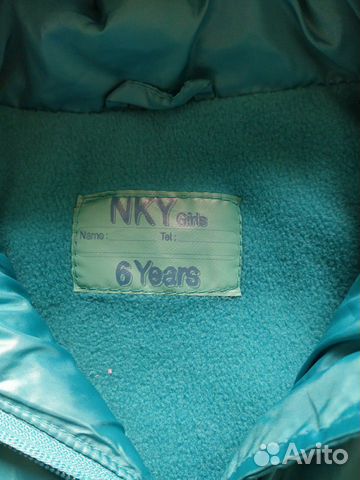 NKY Girls
Name: Tel:
6 Years
Avito